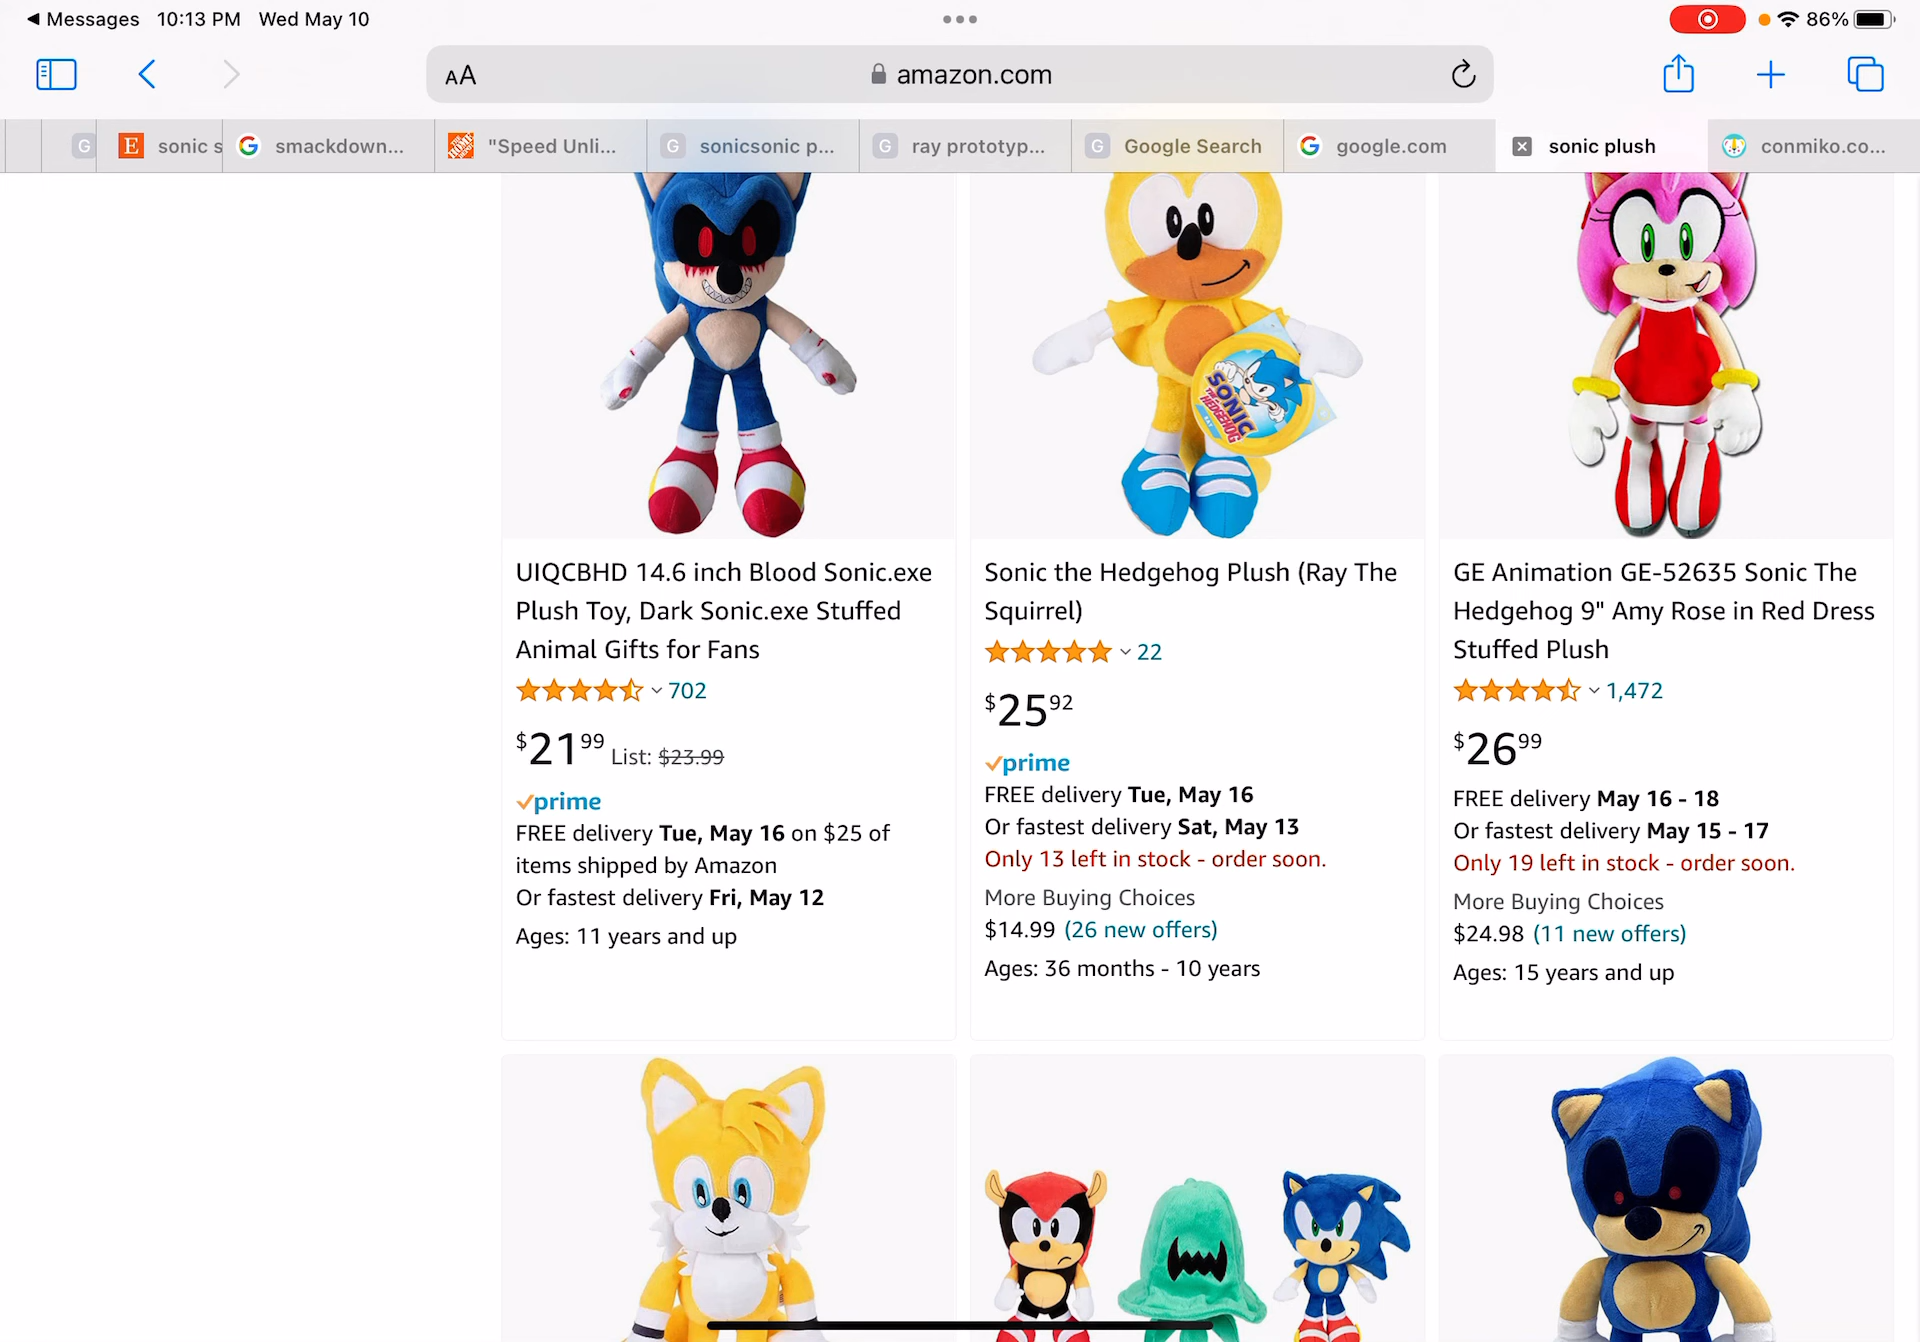 Messages 10:13 PM Wed May 10
86%
AA amazon.com
G
E sonic s
G smackdown...
"Speed Unli...
G sonicsonic p...
G ray prototyp...
G Google Search
G google.com
sonic plush
conmiko.co...
SONIC
THE HEDGEHOG
UIQCBHD 14.6 inch Blood Sonic.exe
Plush Toy, Dark Sonic.exe Stuffed
Animal Gifts for Fans
702
$21.99 List: $23.99
prime
FREE delivery Tue, May 16 on $25 of
items shipped by Amazon
Or fastest delivery Fri, May 12
Ages: 11 years and up
Sonic the Hedgehog Plush (Ray The
Squirrel)
22
$25.92
prime
FREE delivery Tue, May 16
Or fastest delivery Sat, May 13
Only 13 left in stock - order soon.
More Buying Choices
$14.99 (26 new offers)
Ages: 36 months - 10 years
GE Animation GE-52635 Sonic The
Hedgehog 9" Amy Rose in Red Dress
Stuffed Plush
1,472
$26.99
FREE delivery May 16 - 18
Or fastest delivery May 15 - 17
Only 19 left in stock - order soon.
More Buying Choices
$24.98 (11 new offers)
Ages: 15 years and up